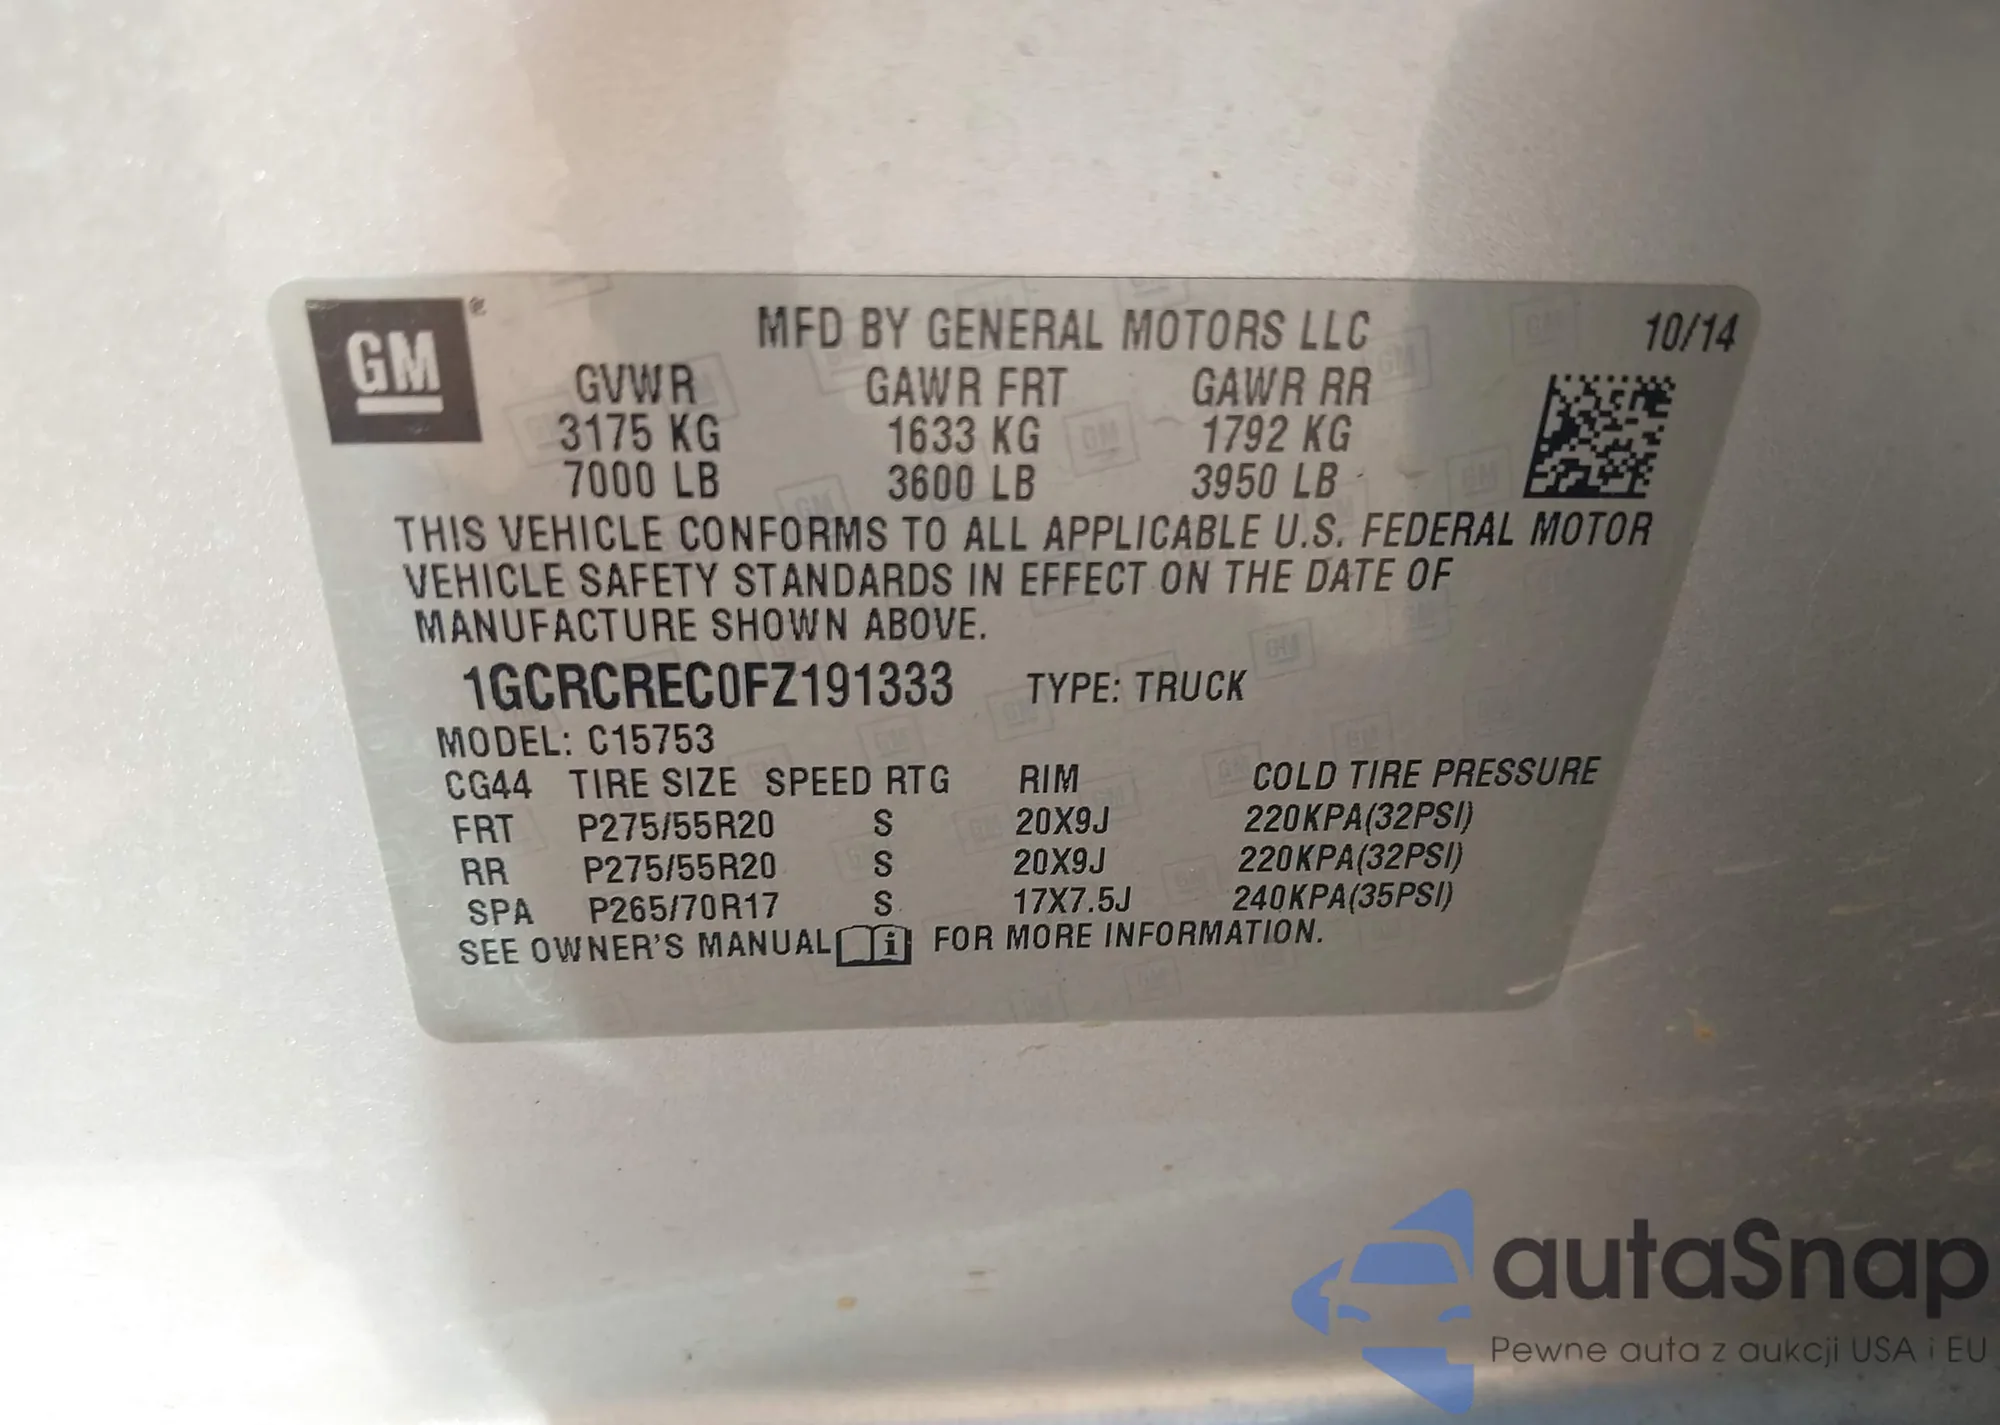 GM ®
MFD BY GENERAL MOTORS LLC 10/14
GVWR GAWR FRT GAWR RR
3175 KG 1633 KG 1792 KG
7000 LB 3600 LB 3950 LB
THIS VEHICLE CONFORMS TO ALL APPLICABLE U.S. FEDERAL MOTOR
VEHICLE SAFETY STANDARDS IN EFFECT ON THE DATE OF
MANUFACTURE SHOWN ABOVE.
1GCRCREC0FZ191333 TYPE: TRUCK
MODEL: C15753
CG44 TIRE SIZE SPEED RTG RIM COLD TIRE PRESSURE
FRT P275/55R20 S 20X9J 220KPA(32PSI)
RR P275/55R20 S 20X9J 220KPA(32PSI)
SPA P265/70R17 S 17X7.5J 240KPA(35PSI)
SEE OWNER'S MANUAL i FOR MORE INFORMATION.
autaSnap
Pewne auta z aukcji USA i EU